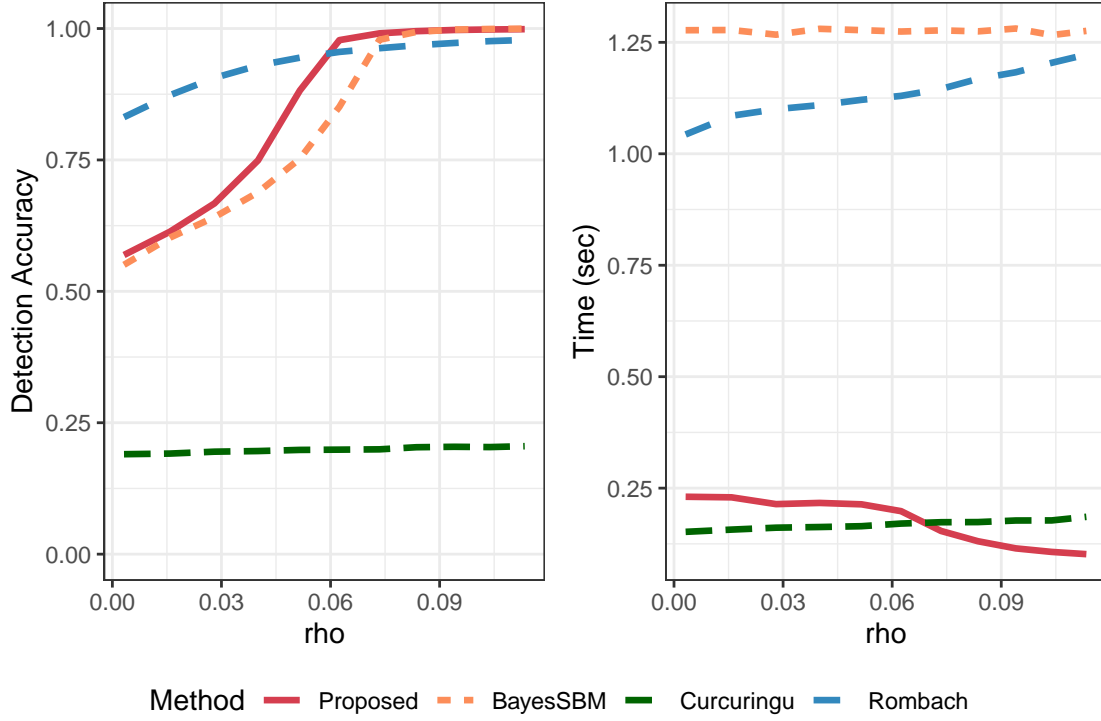 Detection Accuracy
1.00
0.75
0.50
0.25
0.00
0.00 0.03 0.06 0.09
rho
Time (sec)
1.25
1.00
0.75
0.50
0.25
0.00 0.03 0.06 0.09
rho
Method Proposed BayesSBM Curcuringu Rombach